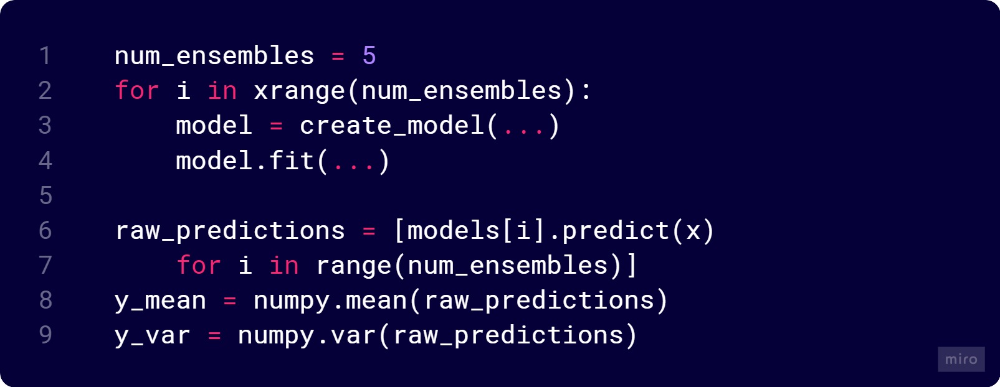 1 num_ensembles = 5
2 for i in xrange(num_ensembles):
3     model = create_model(...)
4     model.fit(...)
5
6 raw_predictions = [models[i].predict(x)
7     for i in range(num_ensembles)]
8 y_mean = numpy.mean(raw_predictions)
9 y_var = numpy.var(raw_predictions)
miro